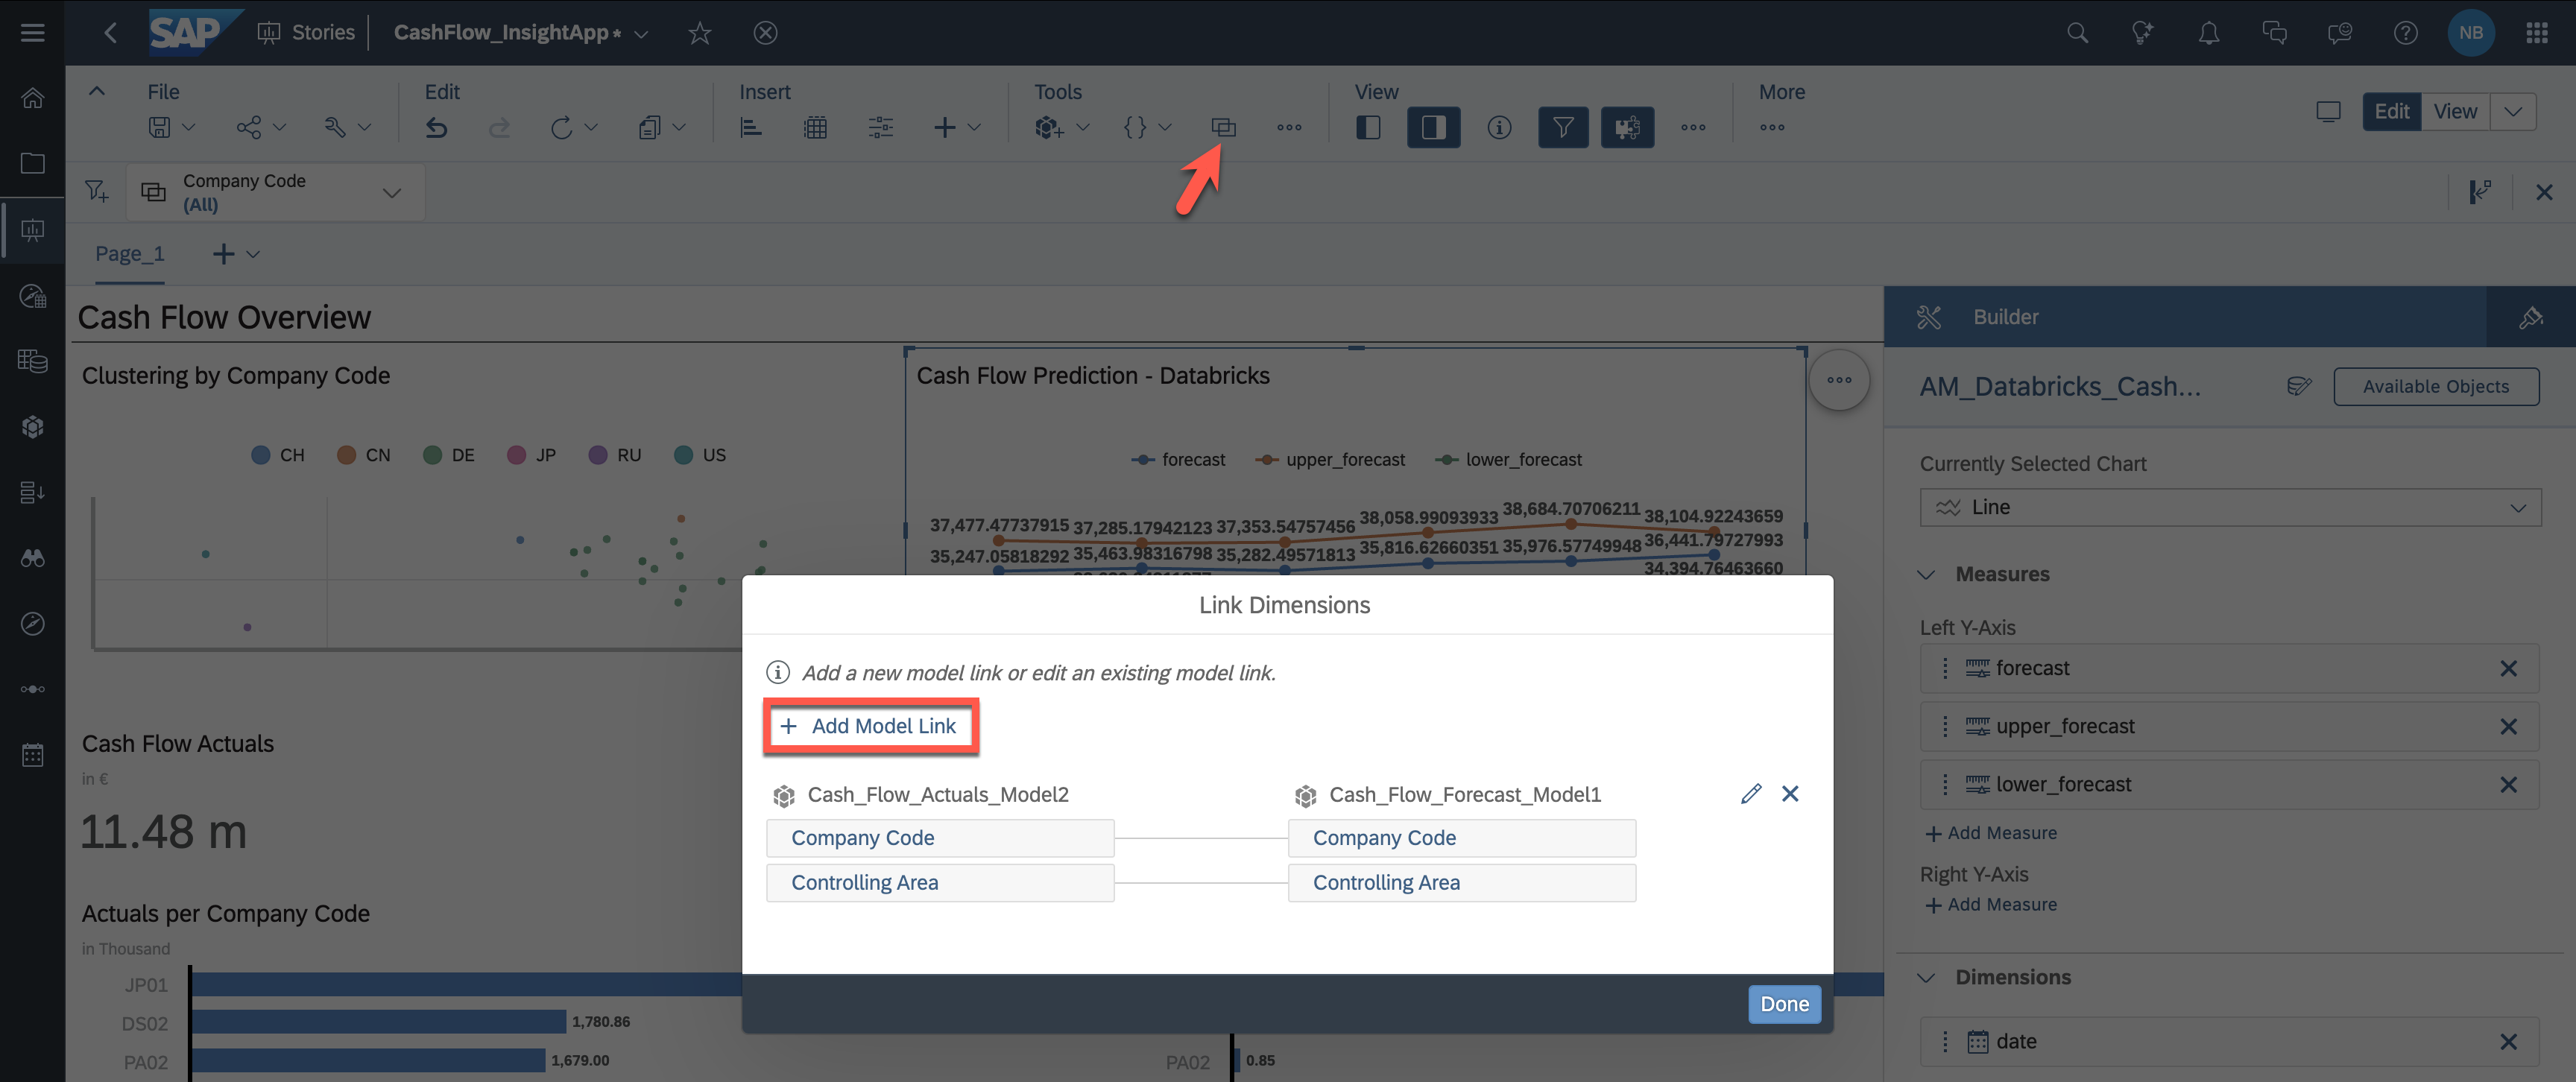 SAP Stories CashFlow_InsightApp* NB
File Edit Insert Tools View More
Edit View
Company Code
(All)
Page_1
Cash Flow Overview
Clustering by Company Code
CH CN DE JP RU US
Cash Flow Prediction - Databricks
forecast upper_forecast lower_forecast
37,477.47737915 37,285.17942123 37,353.54757456 38,058.99093933 38,684.70706211 38,104.92243659
35,247.05818292 35,463.98316798 35,282.49571813 35,816.62660351 35,976.57749948 36,441.79727993
34,394.76463660
Cash Flow Actuals
in €
11.48 m
Actuals per Company Code
in Thousand
JP01
DS02 1,780.86
PA02 1,679.00
PA02 0.85
Link Dimensions
Add a new model link or edit an existing model link.
+ Add Model Link
Cash_Flow_Actuals_Model2 Cash_Flow_Forecast_Model1
Company Code Company Code
Controlling Area Controlling Area
Done
Builder
AM_Databricks_Cash... Available Objects
Currently Selected Chart
Line
Measures
Left Y-Axis
forecast
upper_forecast
lower_forecast
+ Add Measure
Right Y-Axis
+ Add Measure
Dimensions
date